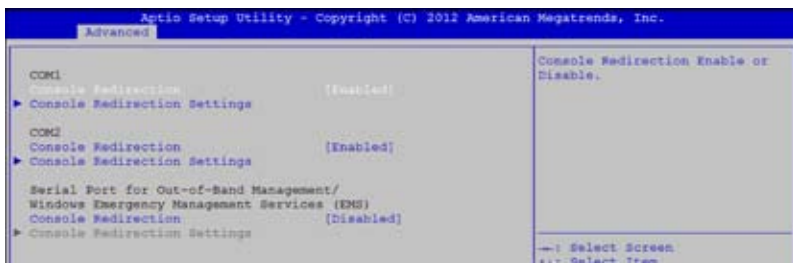 Aptio Setup Utility - Copyright (C) 2012 American Megatrends, Inc.
Advanced
COM1
Console Redirection [Enabled]
► Console Redirection Settings
COM2
Console Redirection [Enabled]
► Console Redirection Settings
Serial Port for Out-of-Band Management/
Windows Emergency Management Services (EMS)
Console Redirection [Disabled]
► Console Redirection Settings
Console Redirection Enable or
Disable.
: Select Screen
: Select Item